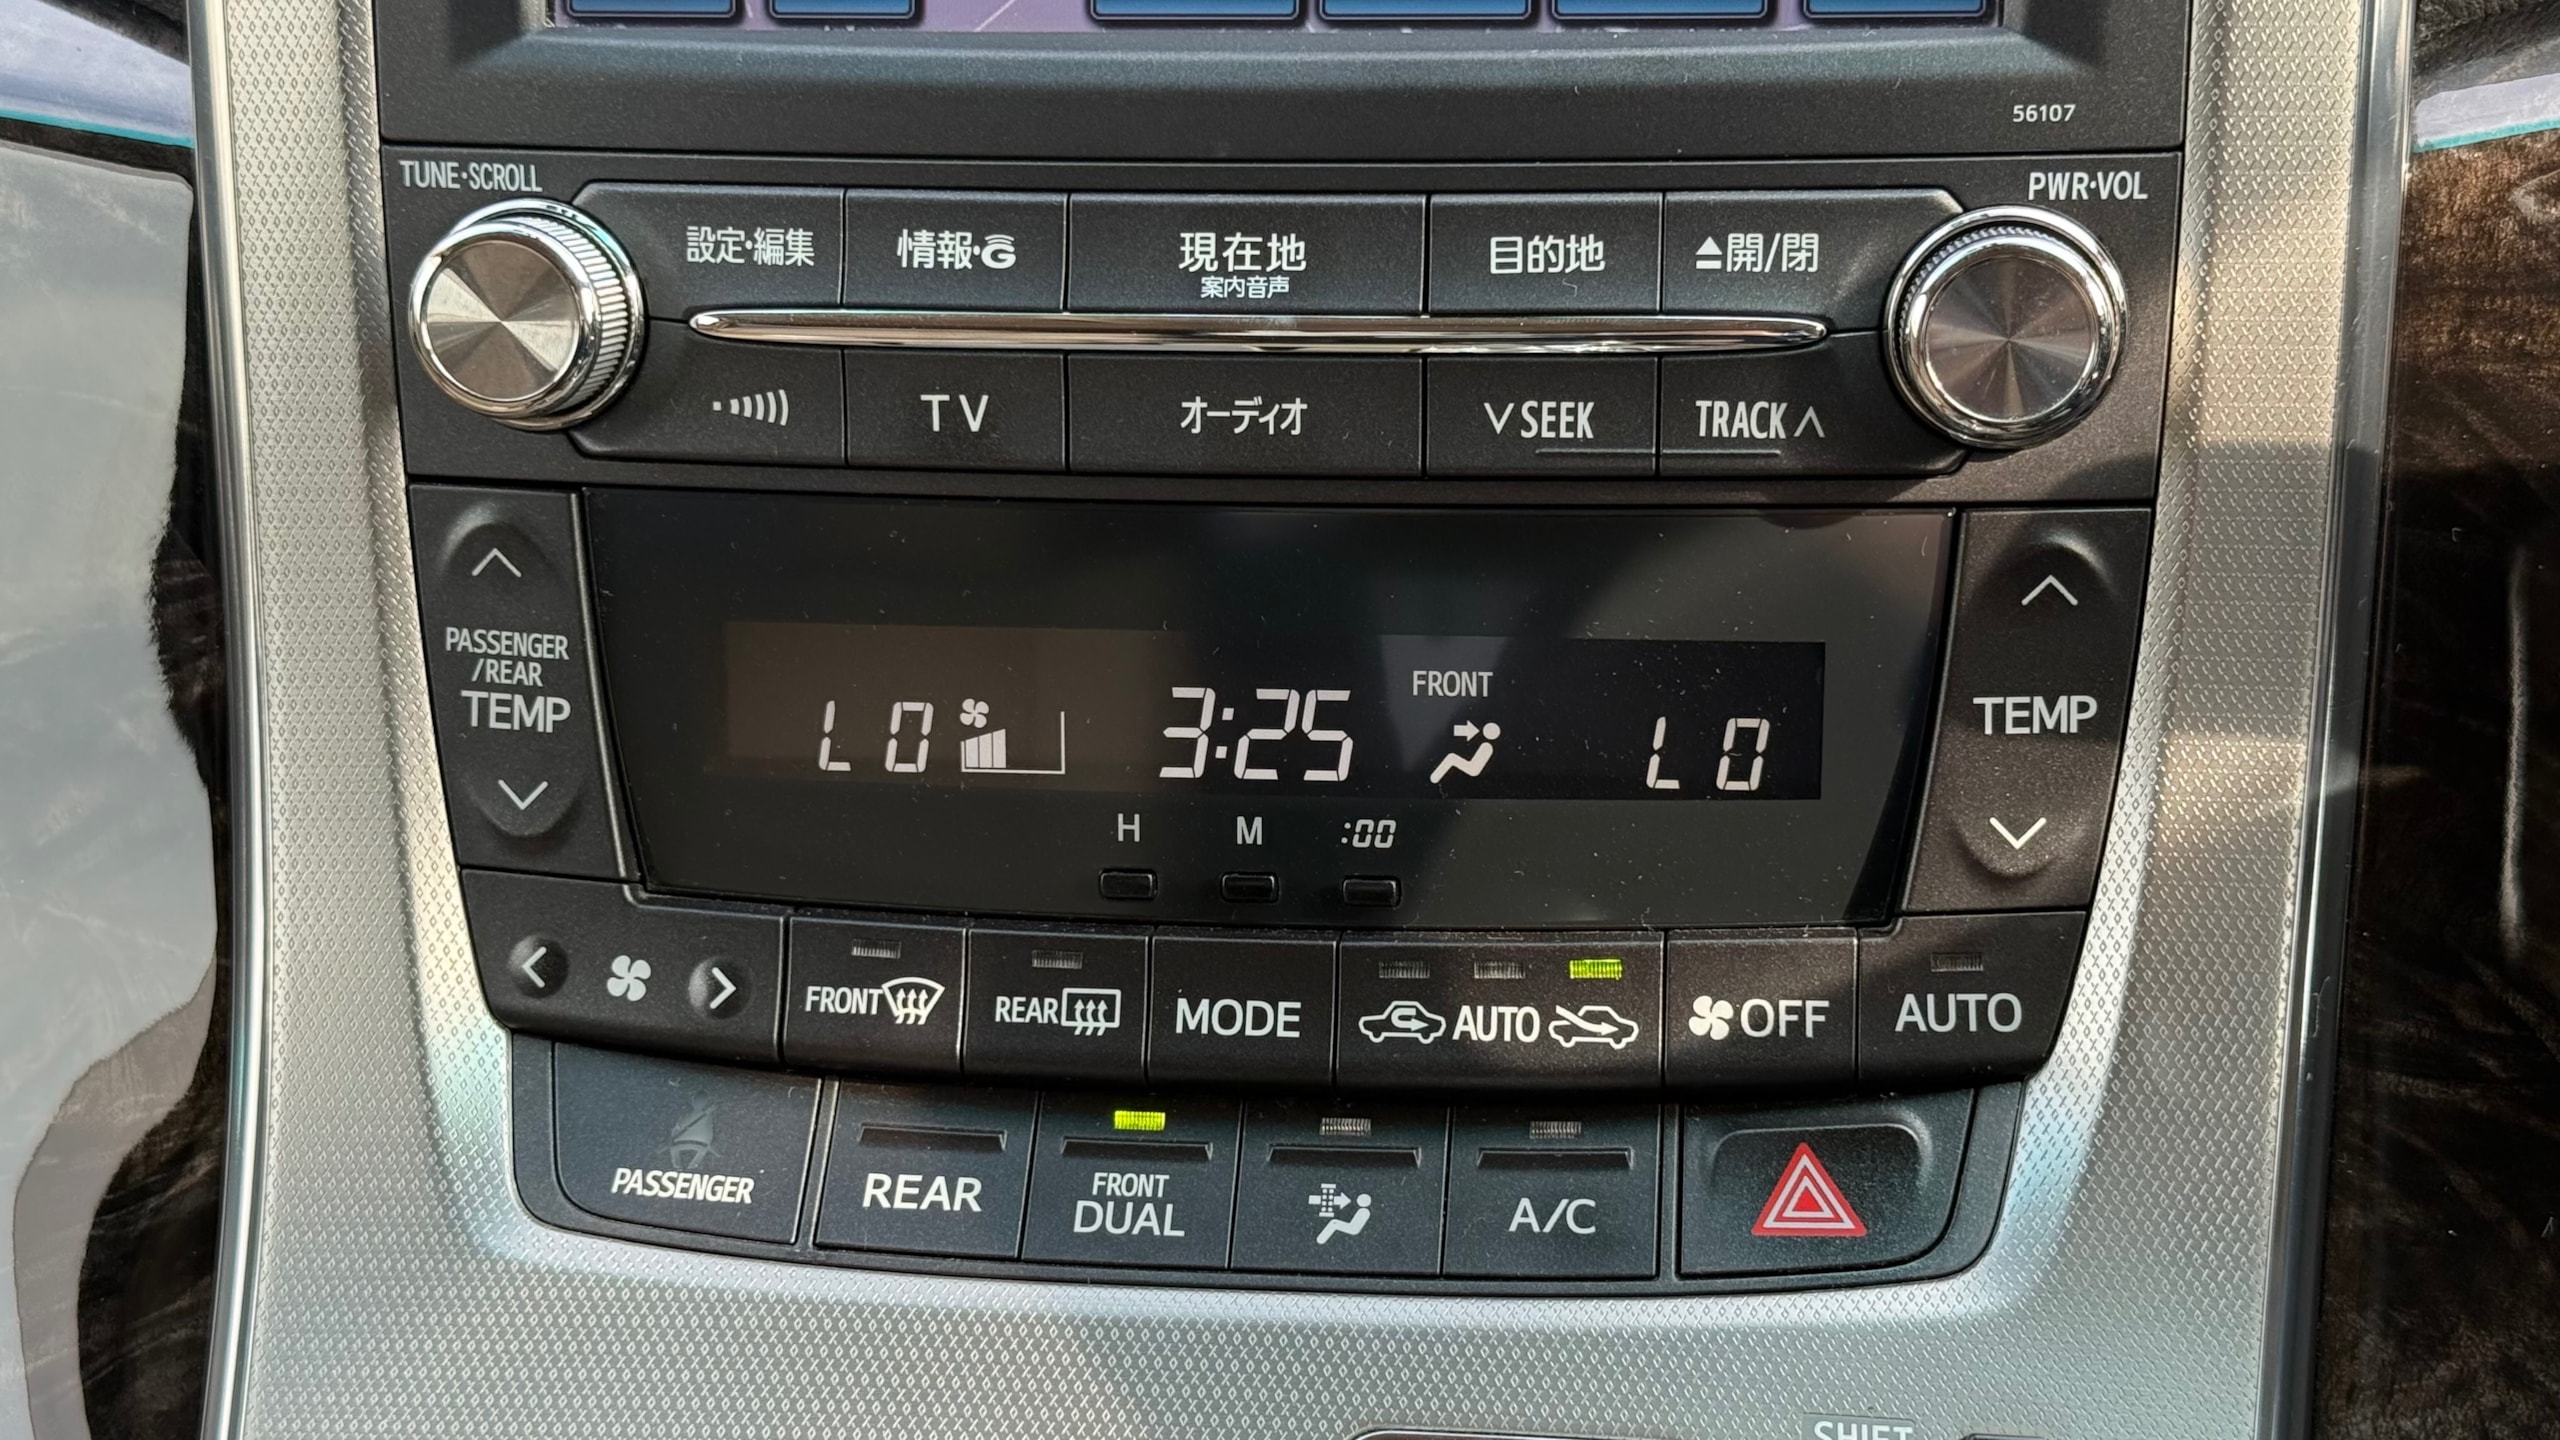 56107
TUNE·SCROLL
PWR·VOL
設定·編集
情報·G
現在地
案内音声
目的地
▲開/閉
TV
オーディオ
∨ SEEK
TRACK ∧
PASSENGER
/REAR
TEMP
LO
3:25
FRONT
LO
TEMP
H
M
:00
FRONT
REAR
MODE
AUTO
OFF
AUTO
PASSENGER
REAR
FRONT
DUAL
A/C
SHIFT